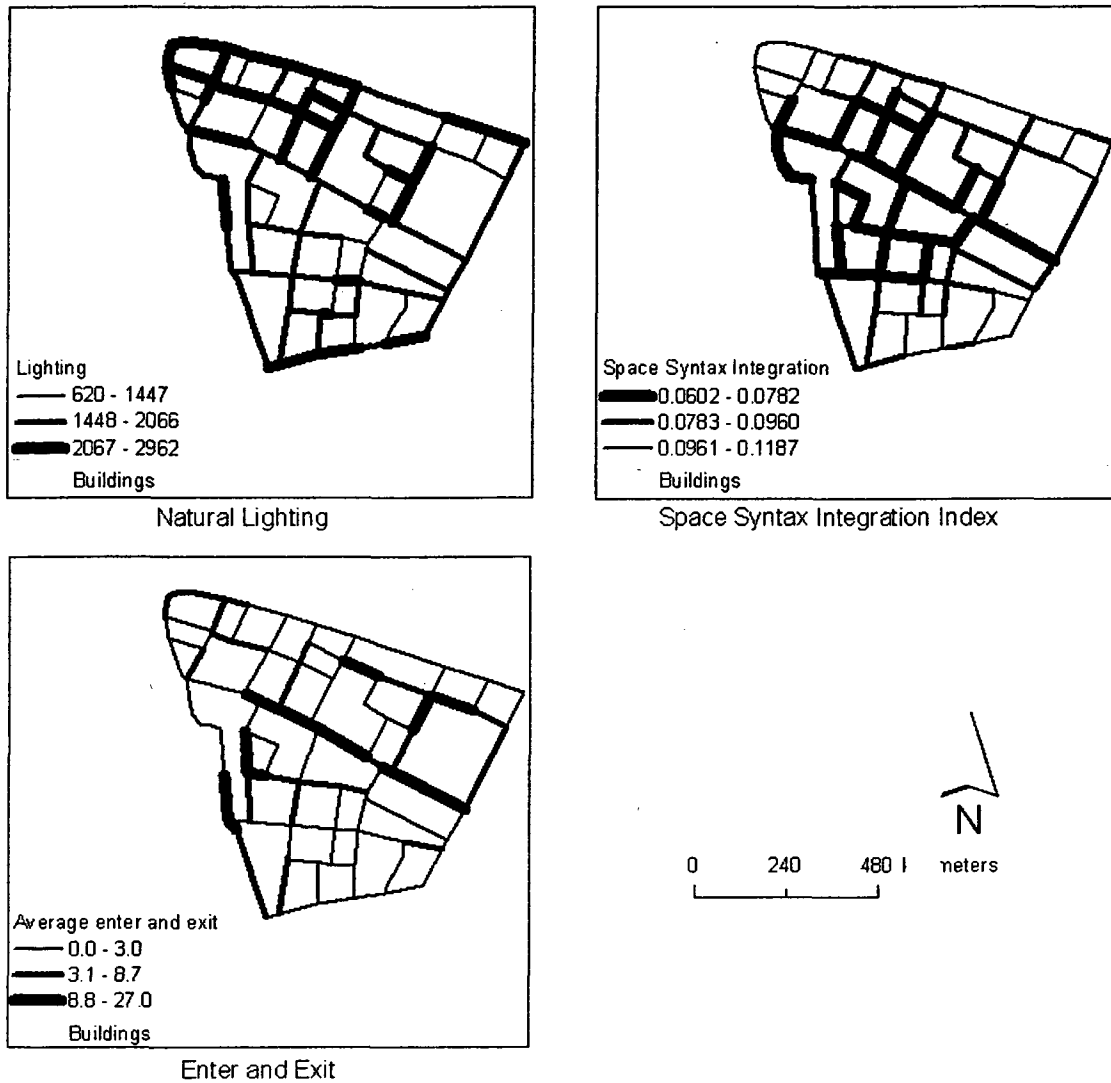 Lighting
620 - 1447
1448 - 2066
2067 - 2962
Buildings
Natural Lighting
Space Syntax Integration
0.0602 - 0.0782
0.0783 - 0.0960
0.0961 - 0.1187
Buildings
Space Syntax Integration Index
Average enter and exit
0.0 - 3.0
3.1 - 8.7
8.8 - 27.0
Buildings
Enter and Exit
N
0 240 480 meters